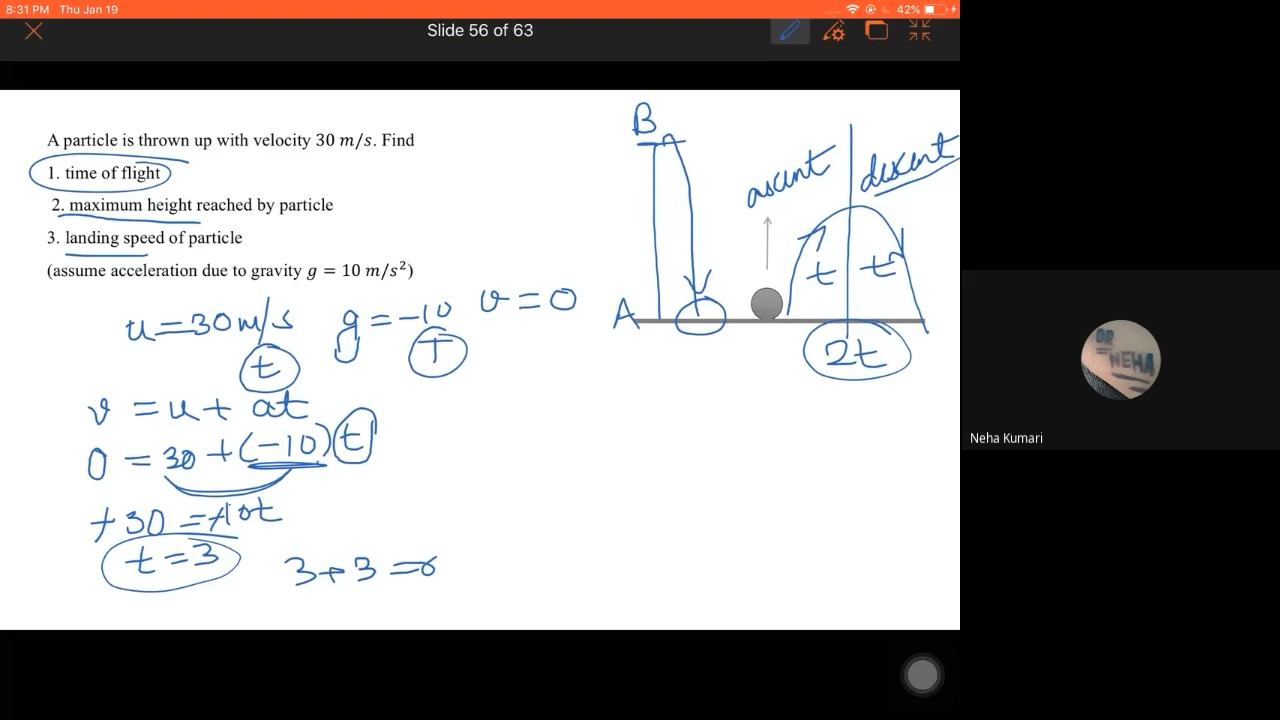 8:31 PM Thu Jan 19
42%
Slide 56 of 63
A particle is thrown up with velocity 30 m/s. Find
1. time of flight
2. maximum height reached by particle
3. landing speed of particle
(assume acceleration due to gravity g = 10 m/s²)
u = 30 m/s g = -10 v = 0
t T
v = u + at
0 = 30 + (-10) t
+30 = +10t
t = 3 3+3 = 6
B
A
ascent descent
t t
2t
DR
NEHA
Neha Kumari